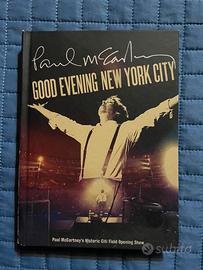 Paul McCartney
GOOD EVENING NEW YORK CITY
Paul McCartney's Historic Citi Field Opening Show
subito